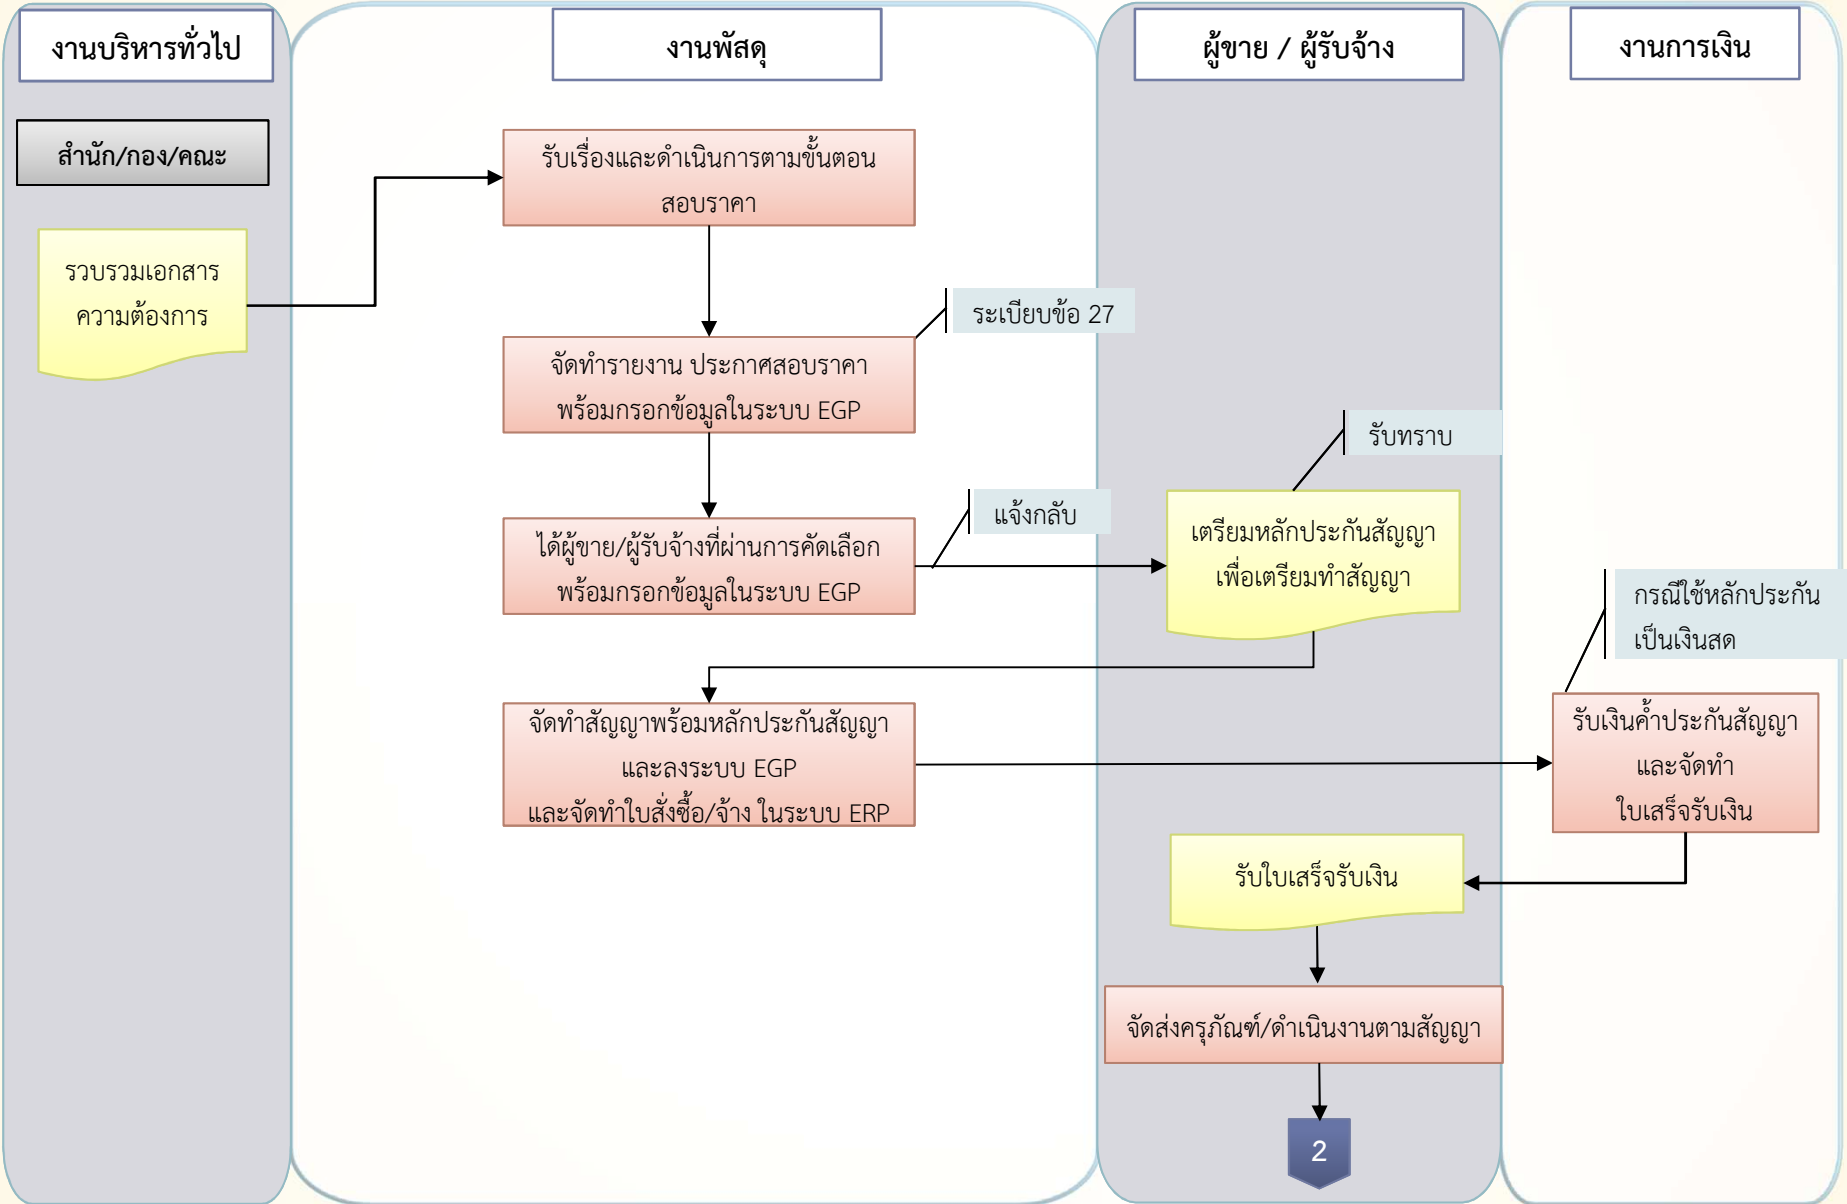 งานบริหารทั่วไป
งานพัสดุ
ผู้ขาย / ผู้รับจ้าง
งานการเงิน
สำนัก/กอง/คณะ
รวบรวมเอกสาร
ความต้องการ
รับเรื่องและดำเนินการตามขั้นตอน
สอบราคา
ระเบียบข้อ 27
จัดทำรายงาน ประกาศสอบราคา
พร้อมกรอกข้อมูลในระบบ EGP
รับทราบ
แจ้งกลับ
ได้ผู้ขาย/ผู้รับจ้างที่ผ่านการคัดเลือก
พร้อมกรอกข้อมูลในระบบ EGP
เตรียมหลักประกันสัญญา
เพื่อเตรียมทำสัญญา
กรณีใช้หลักประกัน
เป็นเงินสด
จัดทำสัญญาพร้อมหลักประกันสัญญา
และลงระบบ EGP
และจัดทำใบสั่งซื้อ/จ้าง ในระบบ ERP
รับเงินค้ำประกันสัญญา
และจัดทำ
ใบเสร็จรับเงิน
รับใบเสร็จรับเงิน
จัดส่งครุภัณฑ์/ดำเนินงานตามสัญญา
2